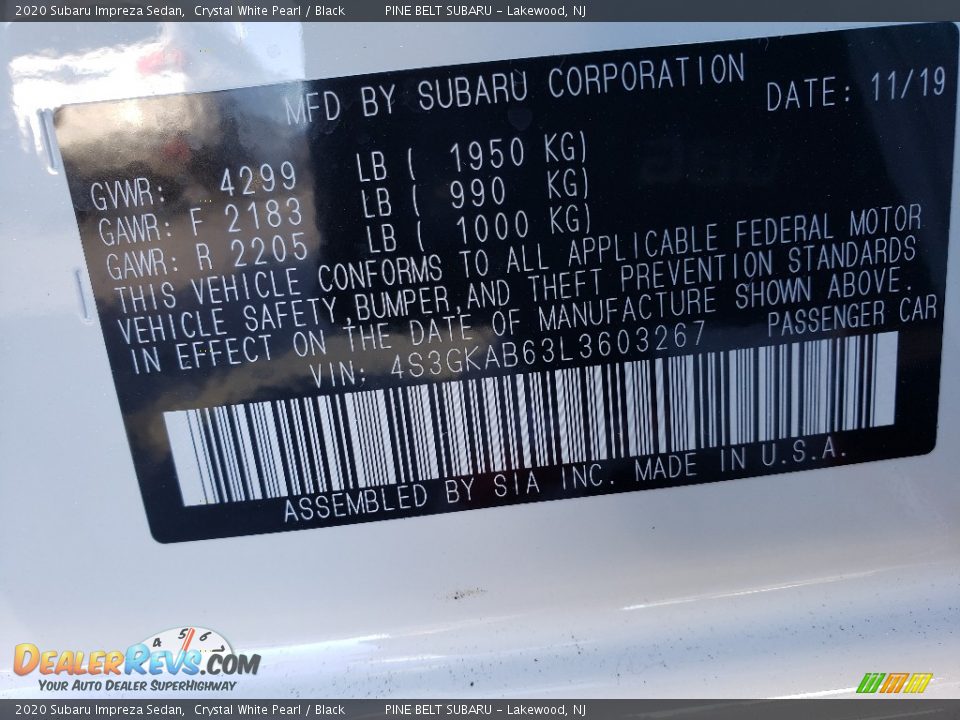 2020 Subaru Impreza Sedan, Crystal White Pearl / Black PINE BELT SUBARU - Lakewood, NJ
MFD BY SUBARU CORPORATION DATE: 11/19
GVWR: 4299 LB ( 1950 KG)
GAWR: F 2183 LB ( 990 KG)
GAWR: R 2205 LB ( 1000 KG)
THIS VEHICLE CONFORMS TO ALL APPLICABLE FEDERAL MOTOR
VEHICLE SAFETY,BUMPER,AND THEFT PREVENTION STANDARDS
IN EFFECT ON THE DATE OF MANUFACTURE SHOWN ABOVE.
VIN: 4S3GKAB63L3603267 PASSENGER CAR
ASSEMBLED BY SIA INC. MADE IN U.S.A.
4 5 6
DealerRevs.com
Your Auto Dealer SuperHighway
2020 Subaru Impreza Sedan, Crystal White Pearl / Black PINE BELT SUBARU - Lakewood, NJ